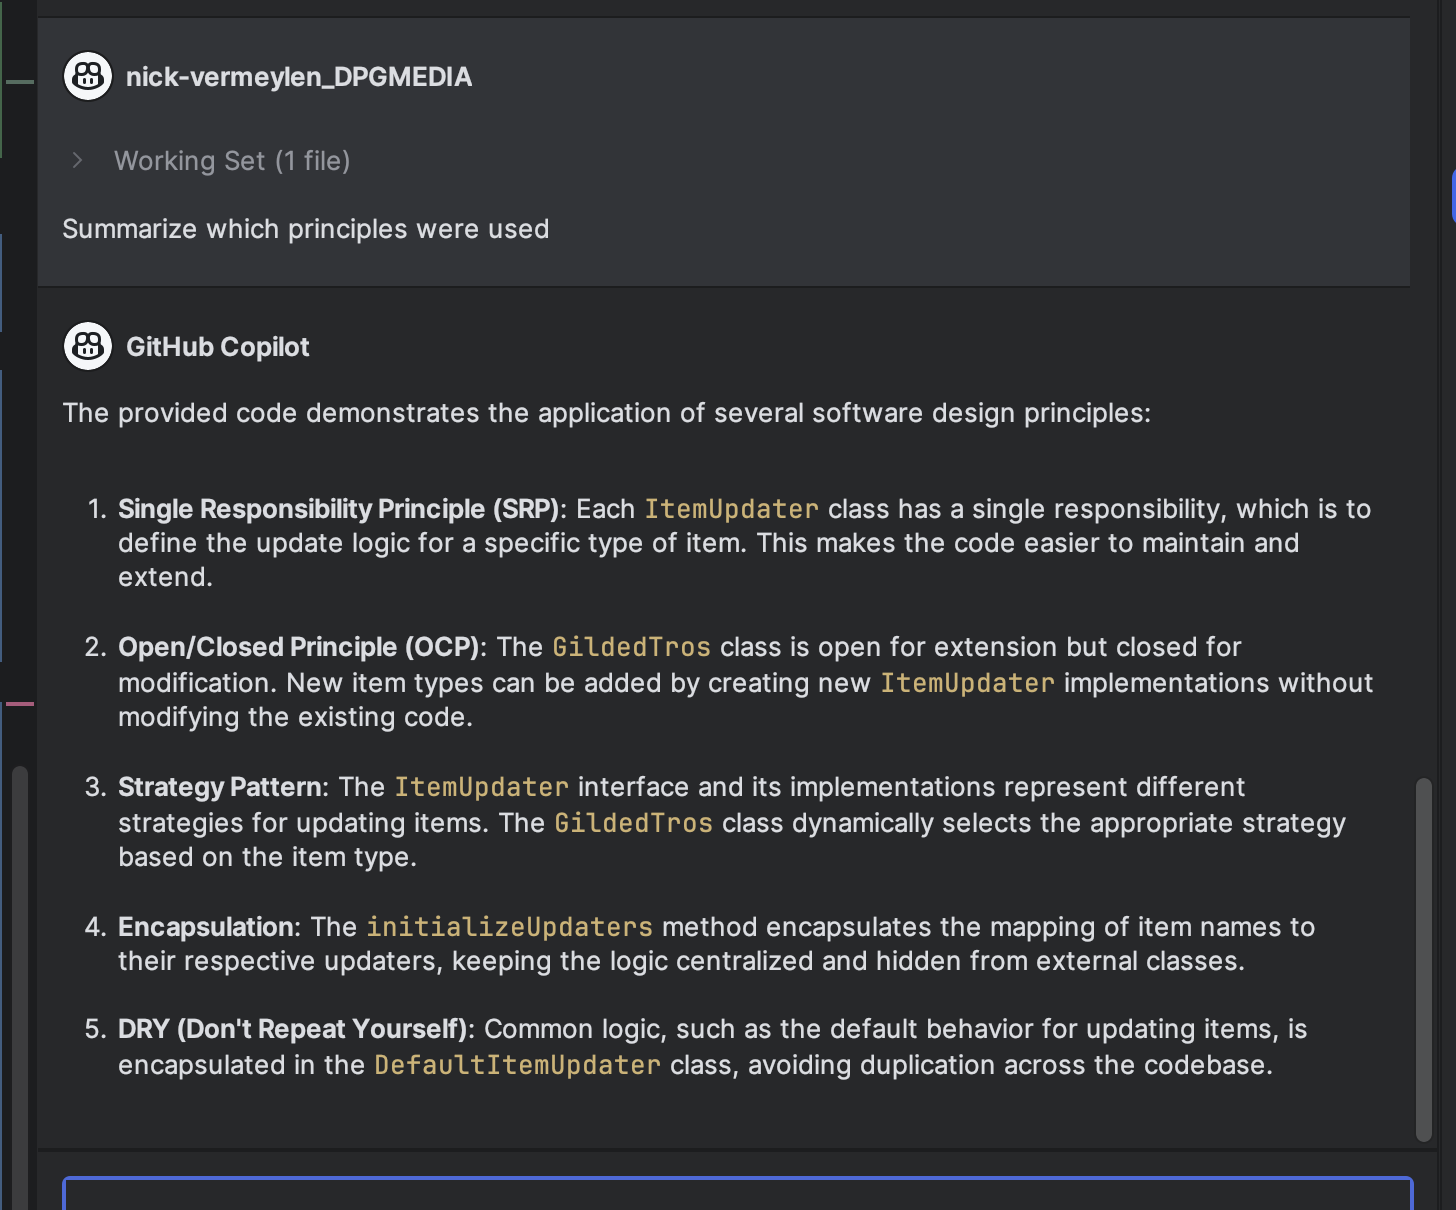 nick-vermeylen_DPGMEDIA
Working Set (1 file)
Summarize which principles were used
GitHub Copilot
The provided code demonstrates the application of several software design principles:
1. Single Responsibility Principle (SRP): Each ItemUpdater class has a single responsibility, which is to
define the update logic for a specific type of item. This makes the code easier to maintain and
extend.
2. Open/Closed Principle (OCP): The GildedTros class is open for extension but closed for
modification. New item types can be added by creating new ItemUpdater implementations without
modifying the existing code.
3. Strategy Pattern: The ItemUpdater interface and its implementations represent different
strategies for updating items. The GildedTros class dynamically selects the appropriate strategy
based on the item type.
4. Encapsulation: The initializeUpdaters method encapsulates the mapping of item names to
their respective updaters, keeping the logic centralized and hidden from external classes.
5. DRY (Don't Repeat Yourself): Common logic, such as the default behavior for updating items, is
encapsulated in the DefaultItemUpdater class, avoiding duplication across the codebase.